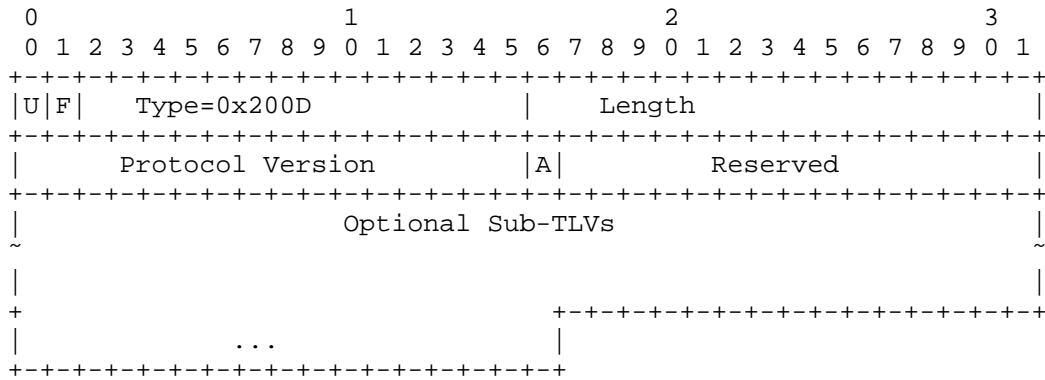 0                   1                   2                   3
 0 1 2 3 4 5 6 7 8 9 0 1 2 3 4 5 6 7 8 9 0 1 2 3 4 5 6 7 8 9 0 1
+-+-+-+-+-+-+-+-+-+-+-+-+-+-+-+-+-+-+-+-+-+-+-+-+-+-+-+-+-+-+-+-+
|U|F|   Type=0x200D             |    Length                     |
+-+-+-+-+-+-+-+-+-+-+-+-+-+-+-+-+-+-+-+-+-+-+-+-+-+-+-+-+-+-+-+-+
|      Protocol Version         |A|         Reserved            |
+-+-+-+-+-+-+-+-+-+-+-+-+-+-+-+-+-+-+-+-+-+-+-+-+-+-+-+-+-+-+-+-+
|                    Optional Sub-TLVs                          |
~                                                               ~
|                                                               |
+                                 +-+-+-+-+-+-+-+-+-+-+-+-+-+-+-+
|             ...                 |
+-+-+-+-+-+-+-+-+-+-+-+-+-+-+-+-+-+